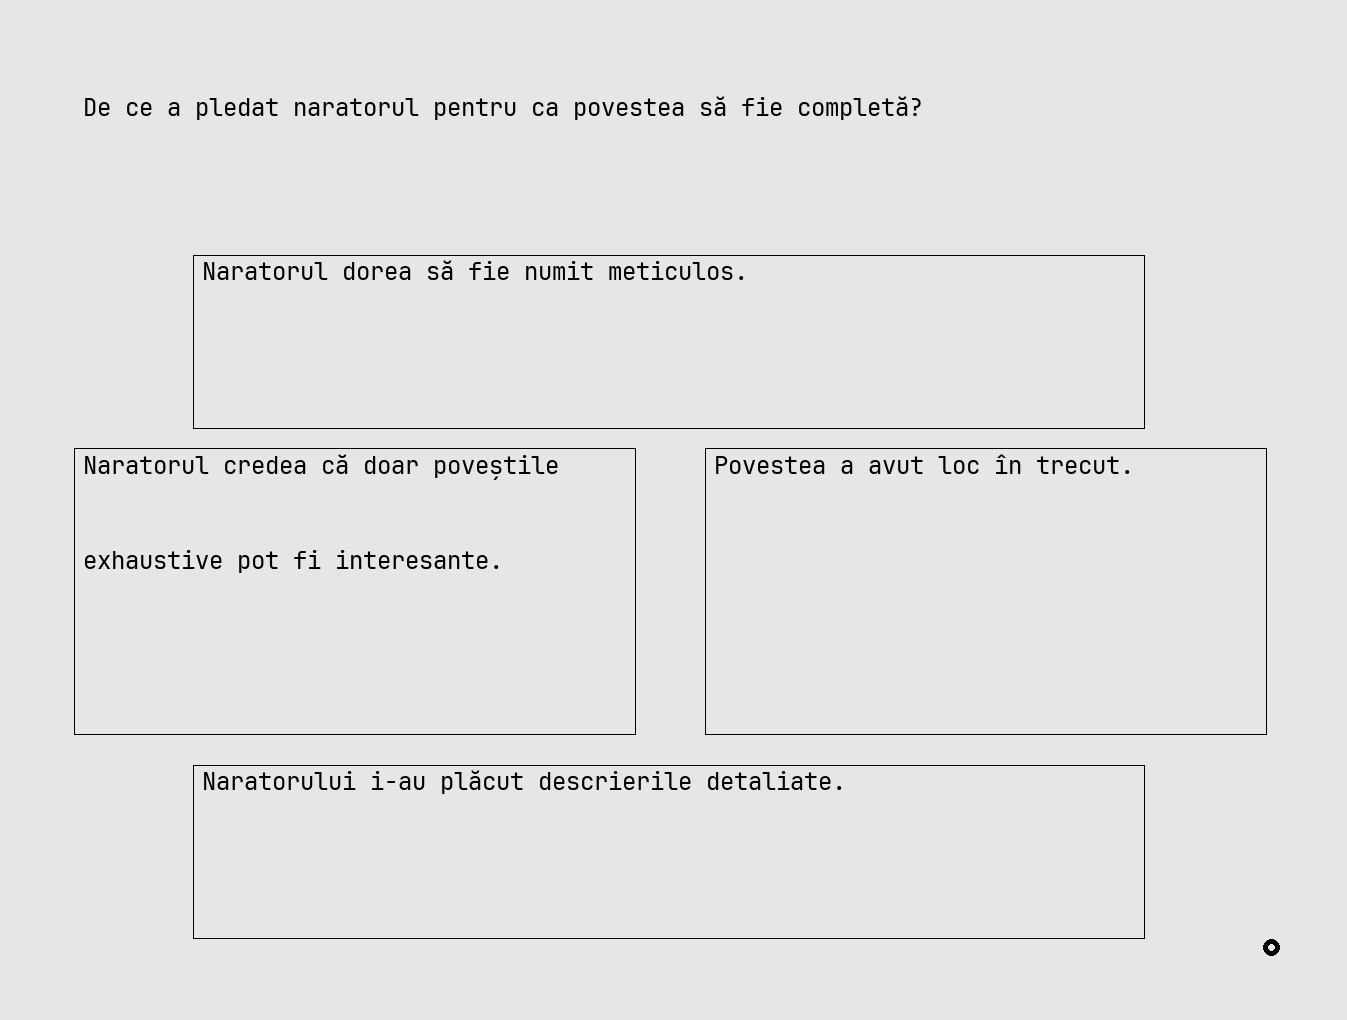 De ce a pledat naratorul pentru ca povestea să fie completă?
Naratorul dorea să fie numit meticulos.
Naratorul credea că doar poveștile
exhaustive pot fi interesante.
Povestea a avut loc în trecut.
Naratorului i-au plăcut descrierile detaliate.